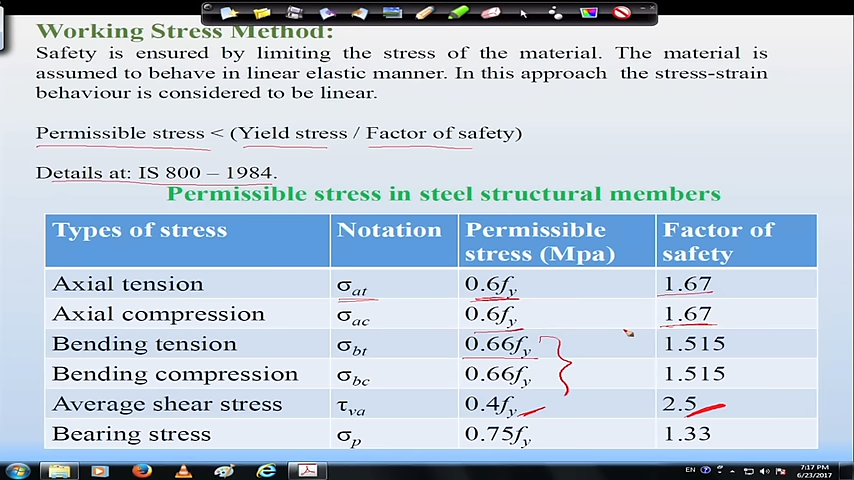 Working Stress Method:
Safety is ensured by limiting the stress of the material. The material is
assumed to behave in linear elastic manner. In this approach the stress-strain
behaviour is considered to be linear.
Permissible stress < (Yield stress / Factor of safety)
Details at: IS 800 – 1984.
Permissible stress in steel structural members
Types of stress Notation Permissible stress (Mpa) Factor of safety
Axial tension σat 0.6fy 1.67
Axial compression σac 0.6fy 1.67
Bending tension σbt 0.66fy 1.515
Bending compression σbc 0.66fy 1.515
Average shear stress τva 0.4fy 2.5
Bearing stress σp 0.75fy 1.33
EN 7:17 PM
6/23/2017